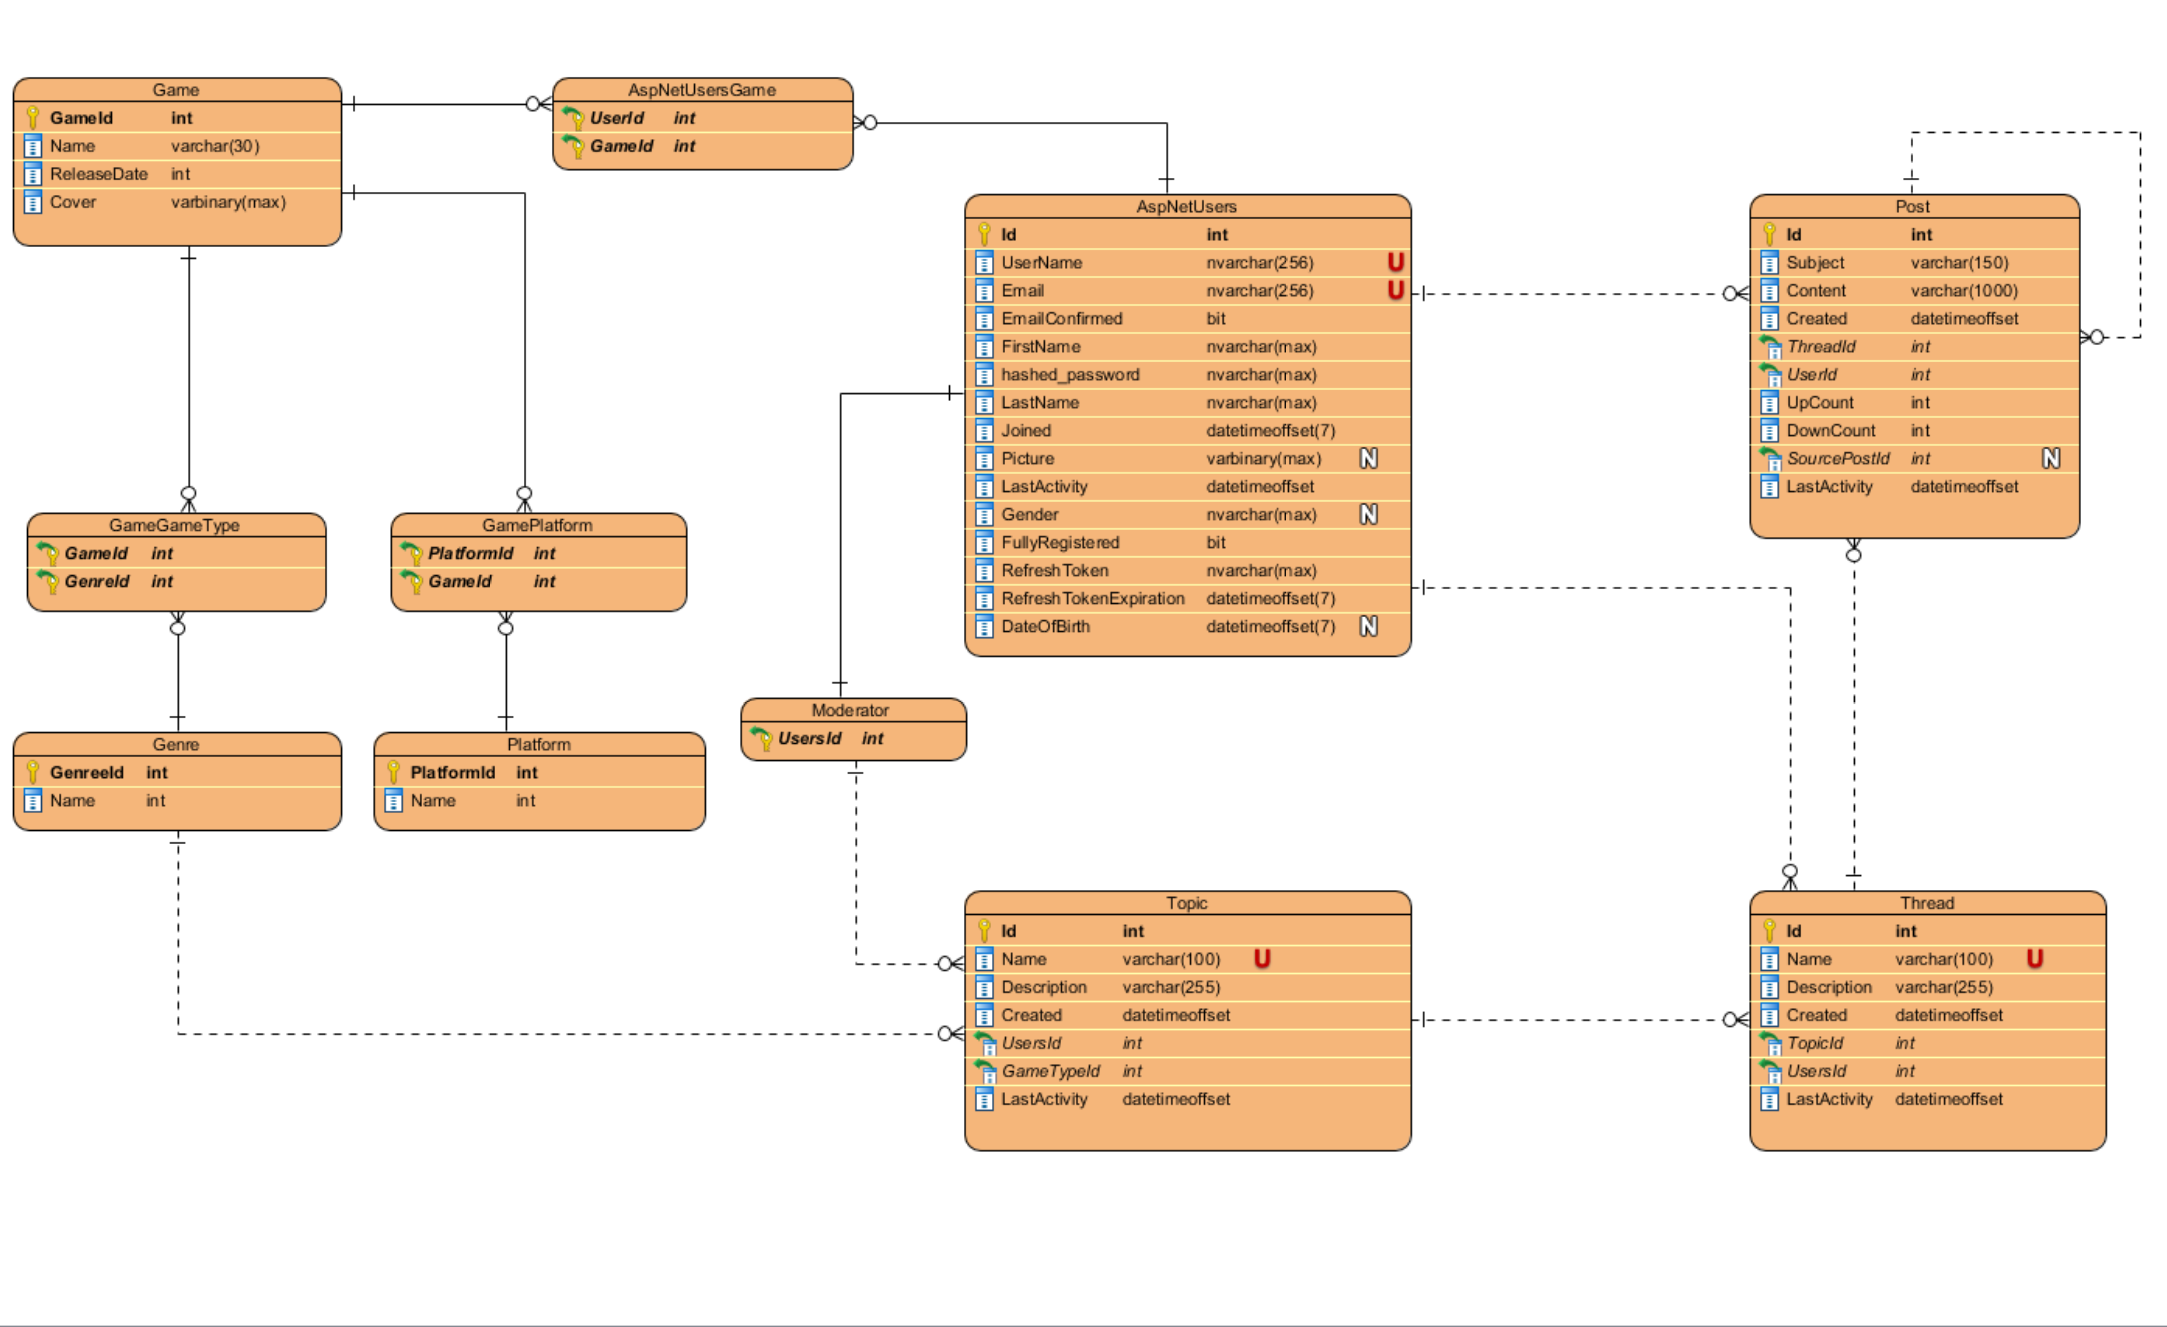 Game
GameId int
Name varchar(30)
ReleaseDate int
Cover varbinary(max)
AspNetUsersGame
UserId int
GameId int
AspNetUsers
Id int
UserName nvarchar(256) U
Email nvarchar(256) U
EmailConfirmed bit
FirstName nvarchar(max)
hashed_password nvarchar(max)
LastName nvarchar(max)
Joined datetimeoffset(7)
Picture varbinary(max) N
LastActivity datetimeoffset
Gender nvarchar(max) N
FullyRegistered bit
RefreshToken nvarchar(max)
RefreshTokenExpiration datetimeoffset(7)
DateOfBirth datetimeoffset(7) N
Post
Id int
Subject varchar(150)
Content varchar(1000)
Created datetimeoffset
ThreadId int
UserId int
UpCount int
DownCount int
SourcePostId int N
LastActivity datetimeoffset
GameGameType
GameId int
GenreId int
GamePlatform
PlatformId int
GameId int
Genre
GenreeId int
Name int
Platform
PlatformId int
Name int
Moderator
UsersId int
Topic
Id int
Name varchar(100) U
Description varchar(255)
Created datetimeoffset
UsersId int
GameTypeId int
LastActivity datetimeoffset
Thread
Id int
Name varchar(100) U
Description varchar(255)
Created datetimeoffset
TopicId int
UsersId int
LastActivity datetimeoffset